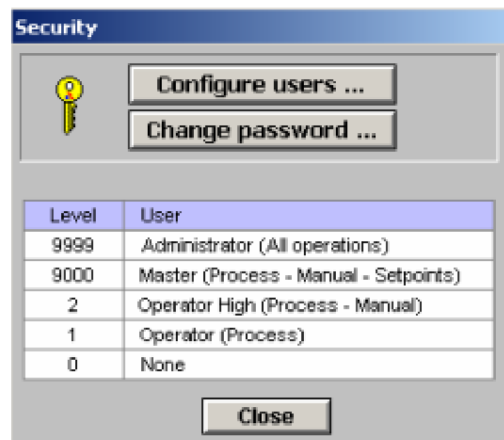 Security
Configure users ...
Change password ...
Level User
9999 Administrator (All operations)
9000 Master (Process - Manual - Setpoints)
2 Operator High (Process - Manual)
1 Operator (Process)
0 None
Close